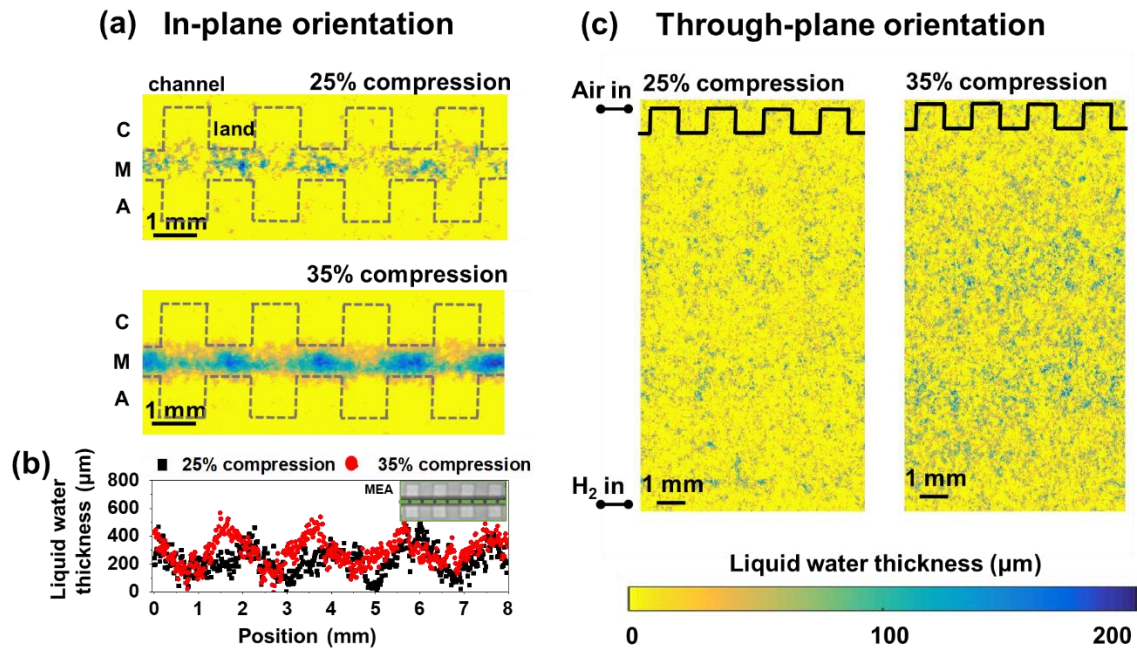 (a) In-plane orientation
channel 25% compression
C
land
M
A
1 mm
35% compression
C
M
A
1 mm
(b) 25% compression 35% compression
Liquid water
thickness (μm)
800
600
400
200
0
MEA
0 1 2 3 4 5 6 7 8
Position (mm)
(c) Through-plane orientation
25% compression 35% compression
Air in
H2 in
1 mm 1 mm
Liquid water thickness (μm)
0 100 200